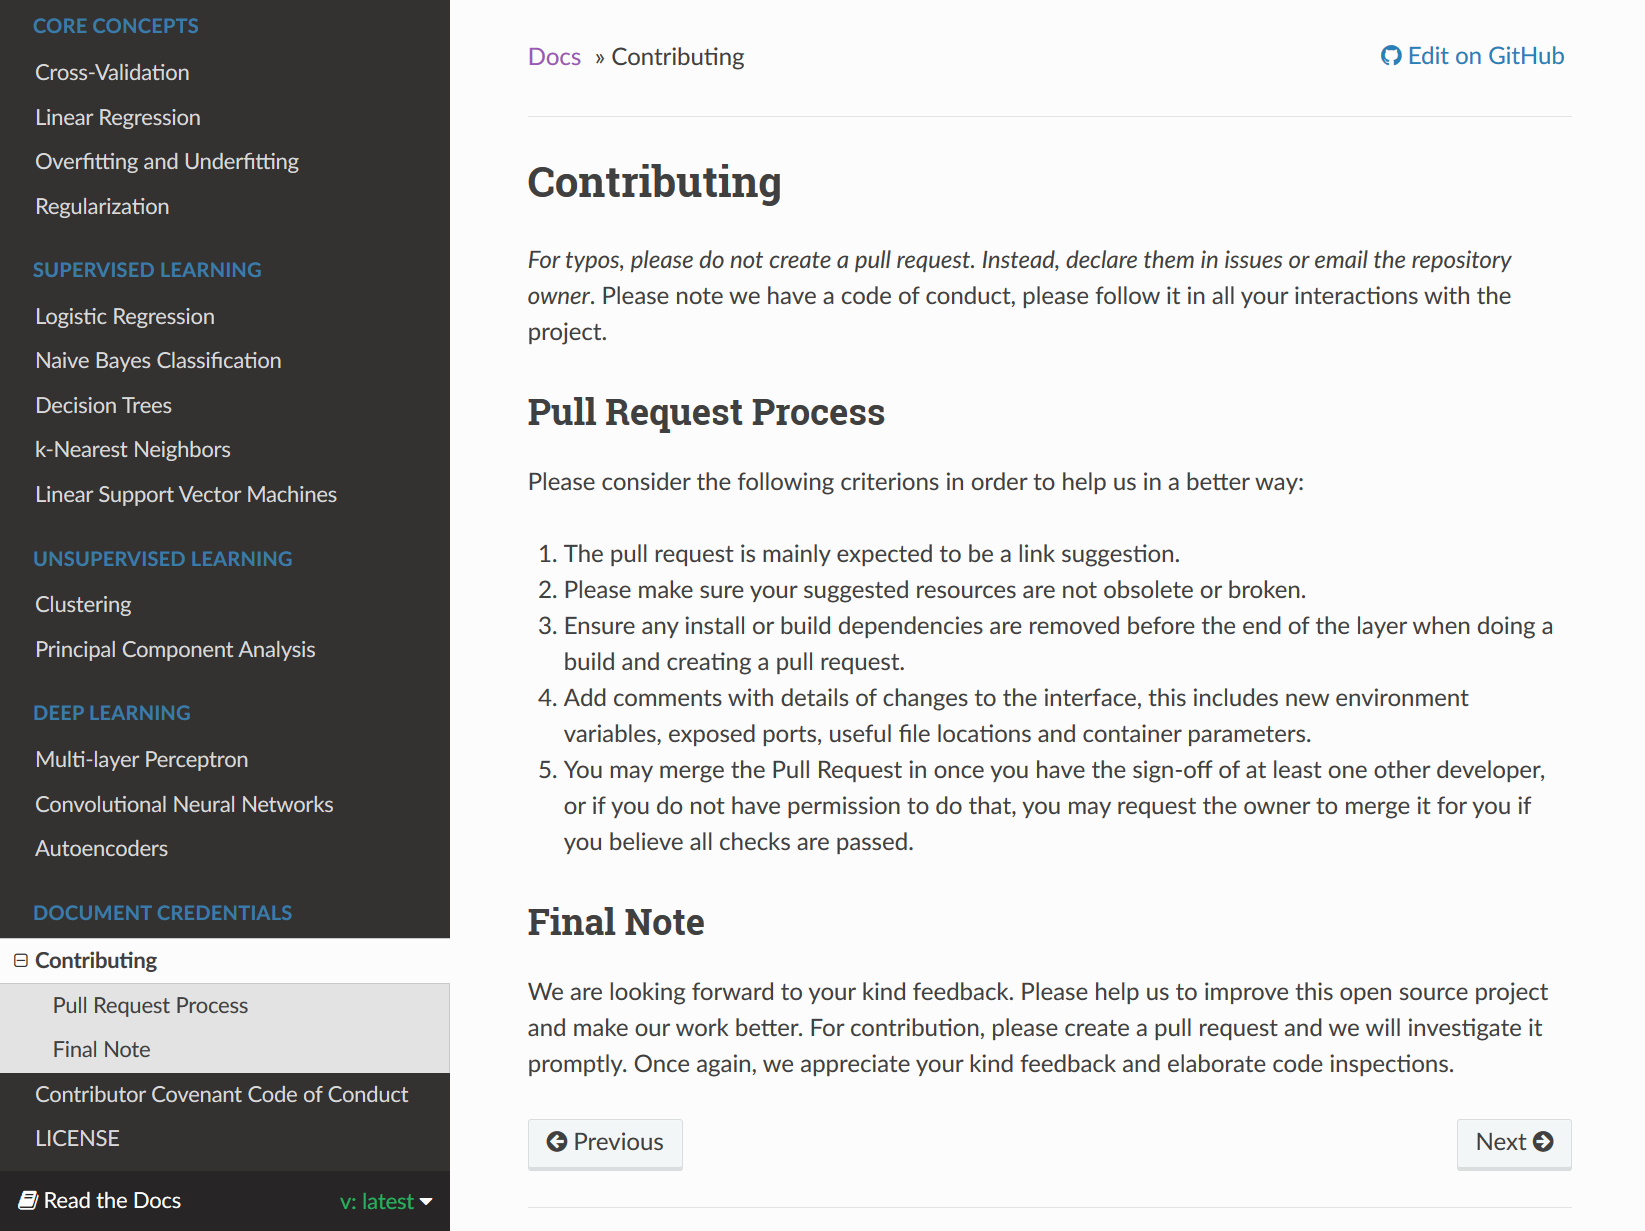 CORE CONCEPTS
Cross-Validation
Linear Regression
Overfitting and Underfitting
Regularization
SUPERVISED LEARNING
Logistic Regression
Naive Bayes Classification
Decision Trees
k-Nearest Neighbors
Linear Support Vector Machines
UNSUPERVISED LEARNING
Clustering
Principal Component Analysis
DEEP LEARNING
Multi-layer Perceptron
Convolutional Neural Networks
Autoencoders
DOCUMENT CREDENTIALS
Contributing
Pull Request Process
Final Note
Contributor Covenant Code of Conduct
LICENSE
Read the Docs v: latest
Docs » Contributing
Edit on GitHub
Contributing
For typos, please do not create a pull request. Instead, declare them in issues or email the repository
owner. Please note we have a code of conduct, please follow it in all your interactions with the
project.
Pull Request Process
Please consider the following criterions in order to help us in a better way:
1. The pull request is mainly expected to be a link suggestion.
2. Please make sure your suggested resources are not obsolete or broken.
3. Ensure any install or build dependencies are removed before the end of the layer when doing a
build and creating a pull request.
4. Add comments with details of changes to the interface, this includes new environment
variables, exposed ports, useful file locations and container parameters.
5. You may merge the Pull Request in once you have the sign-off of at least one other developer,
or if you do not have permission to do that, you may request the owner to merge it for you if
you believe all checks are passed.
Final Note
We are looking forward to your kind feedback. Please help us to improve this open source project
and make our work better. For contribution, please create a pull request and we will investigate it
promptly. Once again, we appreciate your kind feedback and elaborate code inspections.
Previous
Next